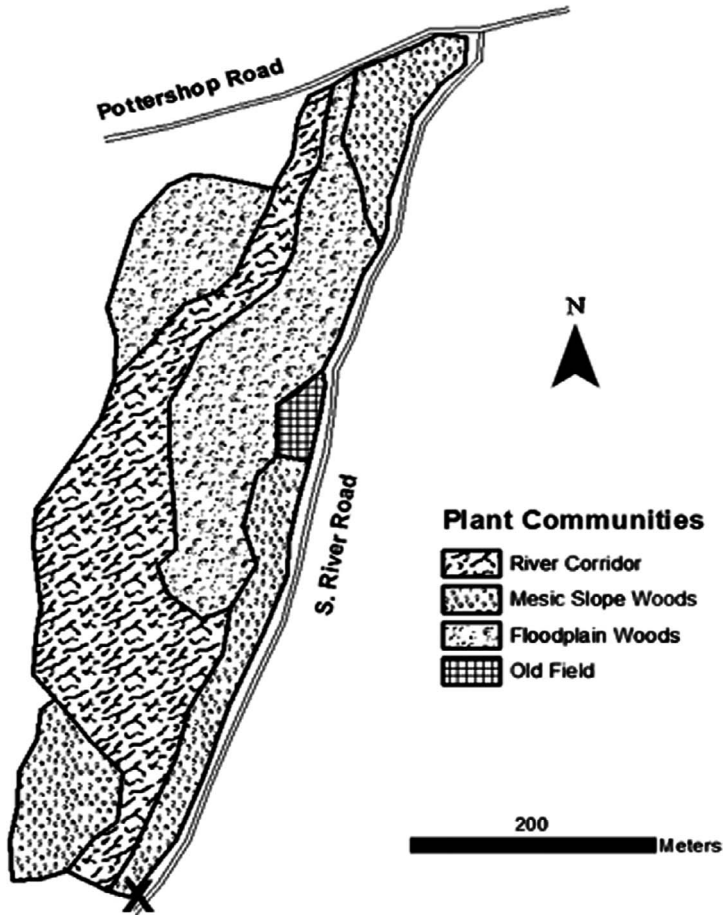 Pottershop Road
N
S. River Road
Plant Communities
River Corridor
Mesic Slope Woods
Floodplain Woods
Old Field
200
Meters
X